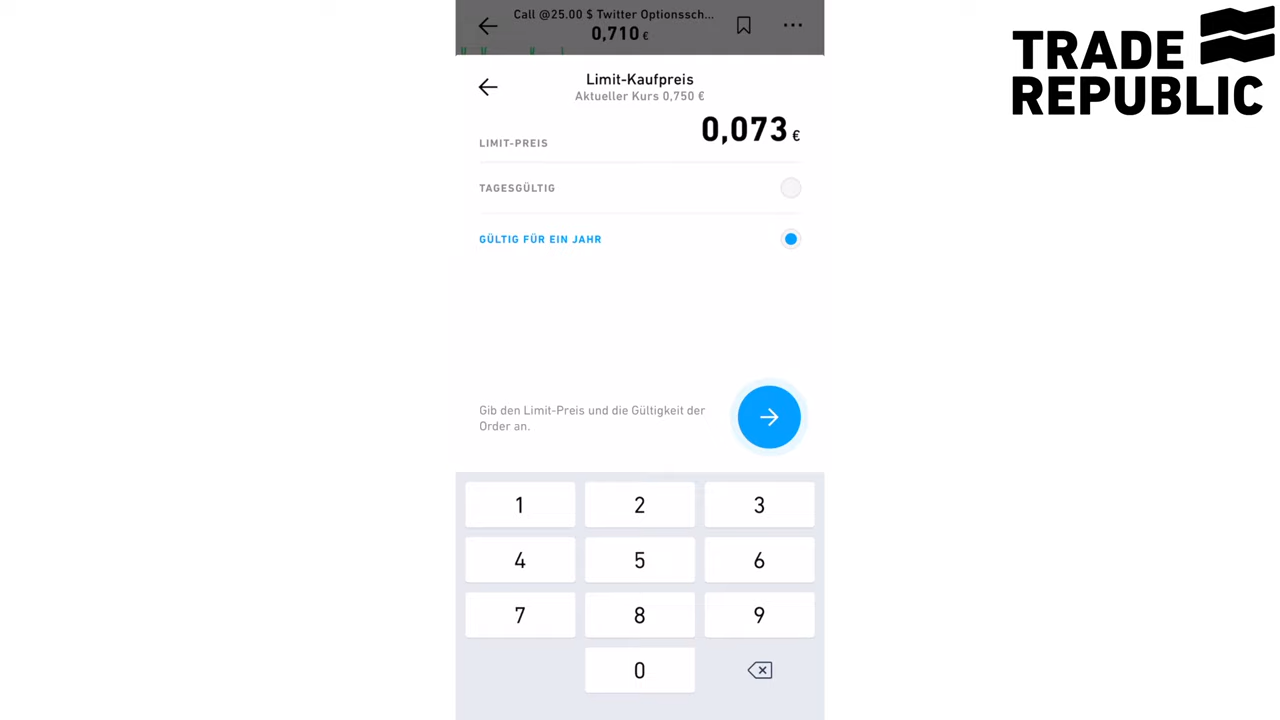 Call @25.00 $ Twitter Optionssch...
0,710 €
Limit-Kaufpreis
Aktueller Kurs 0,750 €
LIMIT-PREIS
0,073 €
TAGESGÜLTIG
GÜLTIG FÜR EIN JAHR
Gib den Limit-Preis und die Gültigkeit der
Order an.
1 2 3
4 5 6
7 8 9
0
TRADE
REPUBLIC